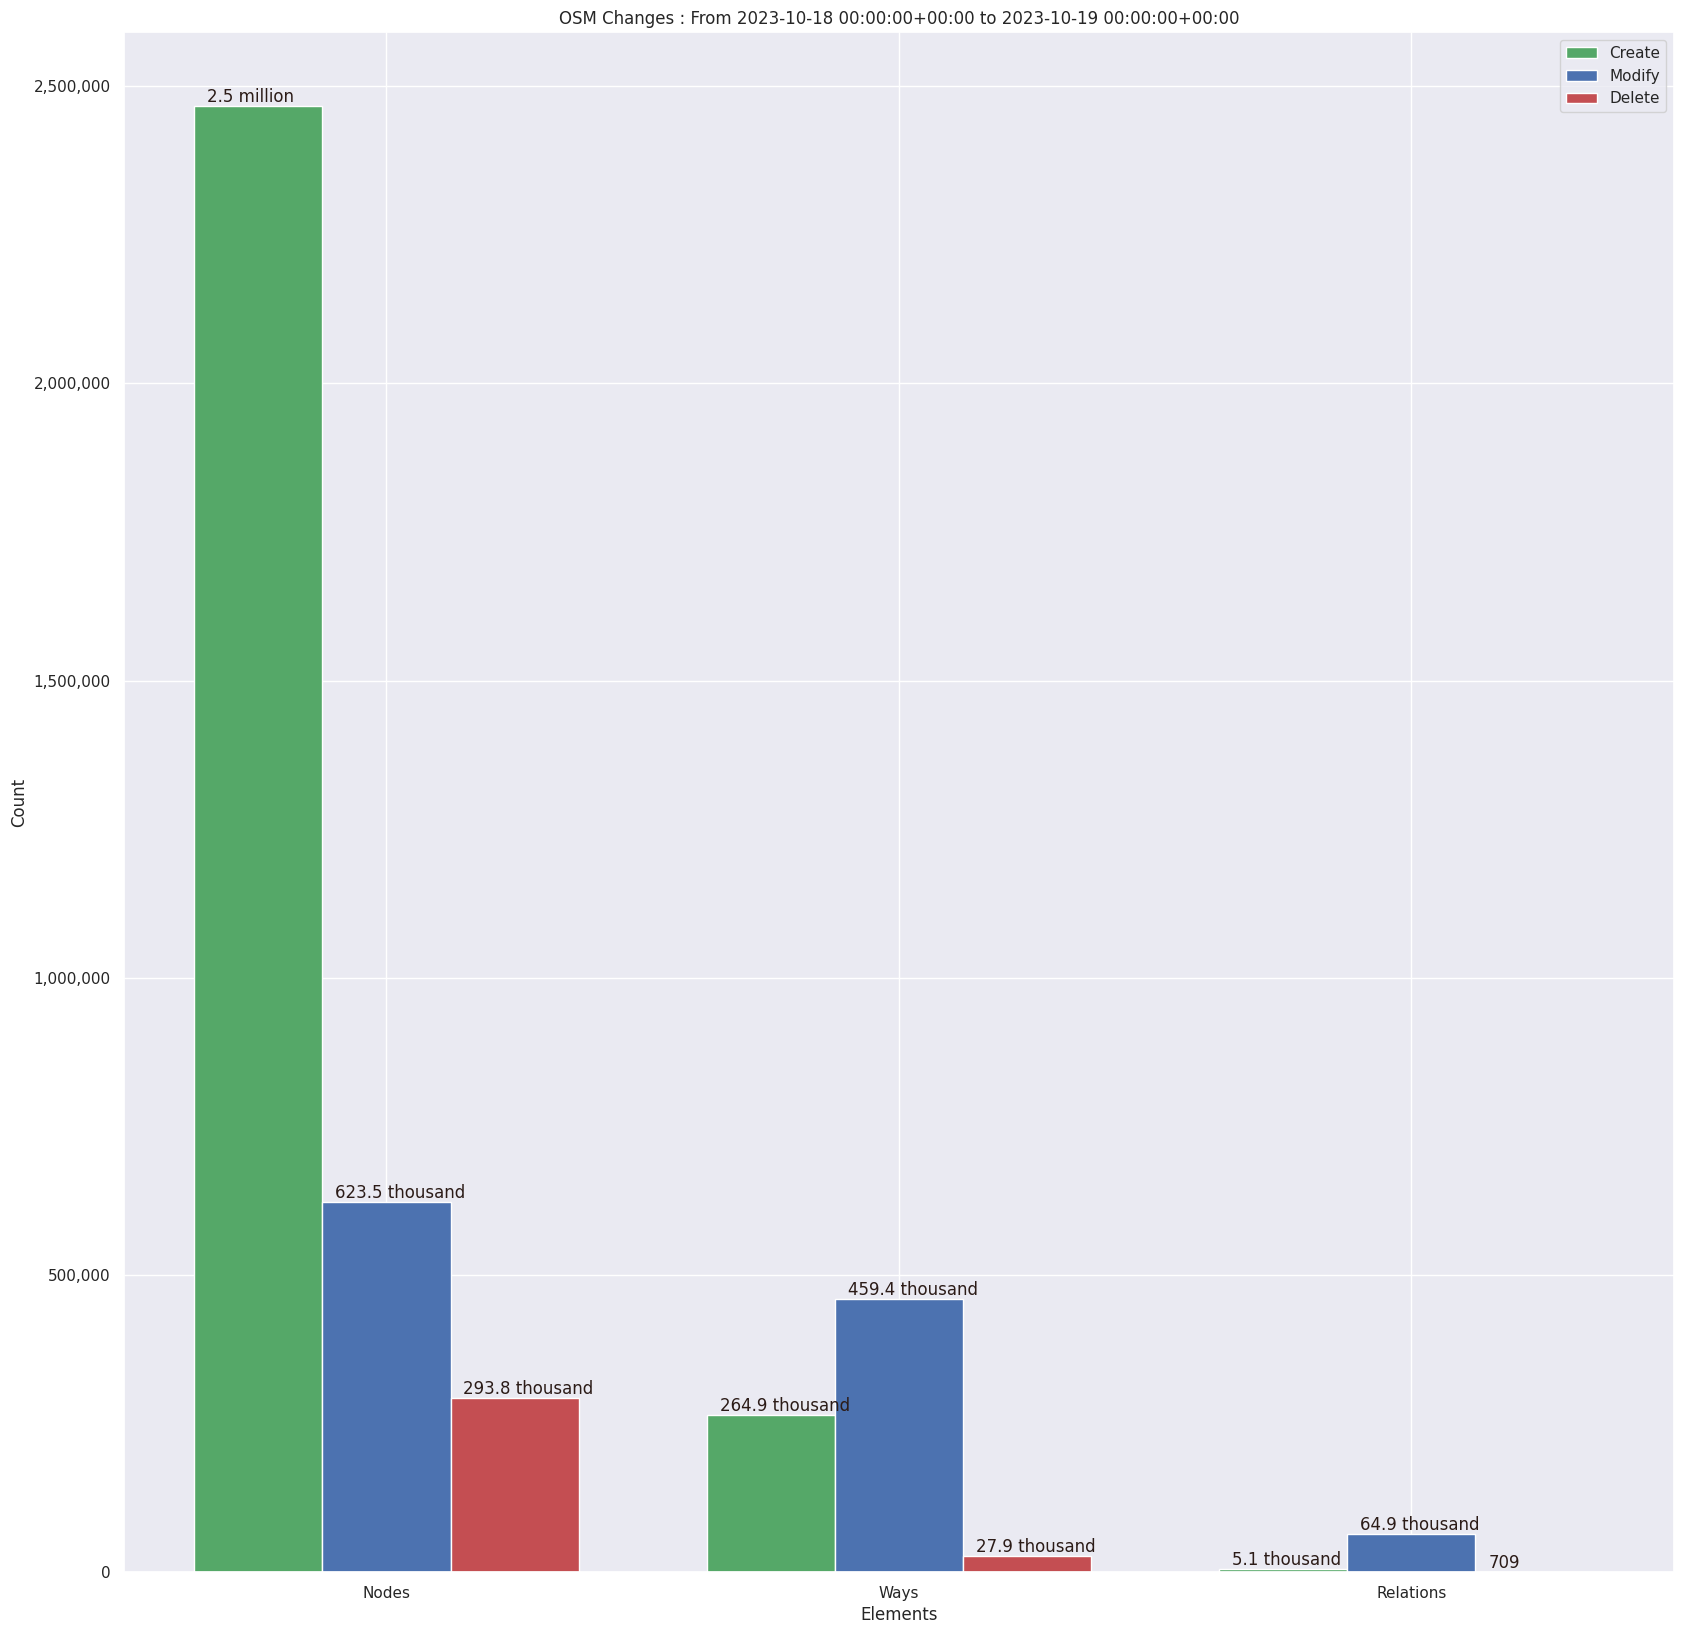 OSM Changes : From 2023-10-18 00:00:00+00:00 to 2023-10-19 00:00:00+00:00
Create
Modify
Delete
2,500,000
2,000,000
1,500,000
1,000,000
500,000
0
Count
2.5 million
623.5 thousand
293.8 thousand
264.9 thousand
459.4 thousand
27.9 thousand
5.1 thousand
64.9 thousand
709
Nodes
Ways
Relations
Elements